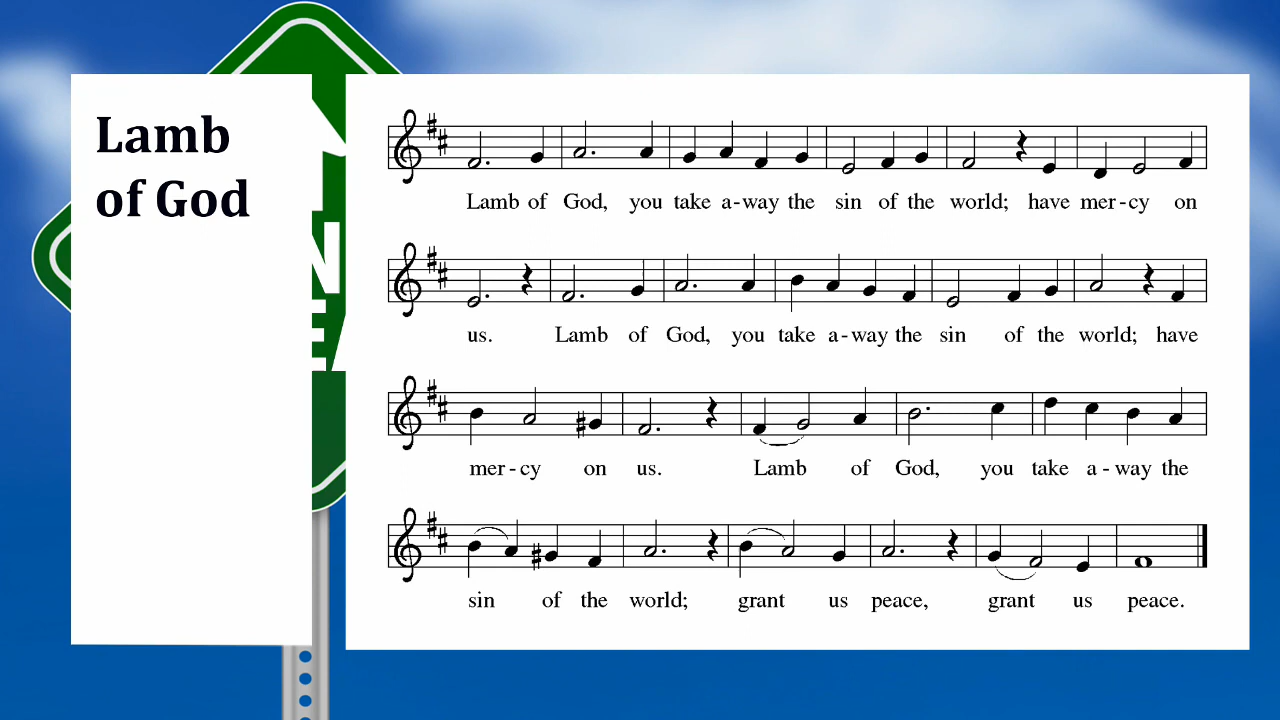 Lamb
of God
Lamb of God, you take a-way the sin of the world; have mer-cy on
us. Lamb of God, you take a-way the sin of the world; have
mer-cy on us. Lamb of God, you take a-way the
sin of the world; grant us peace, grant us peace.